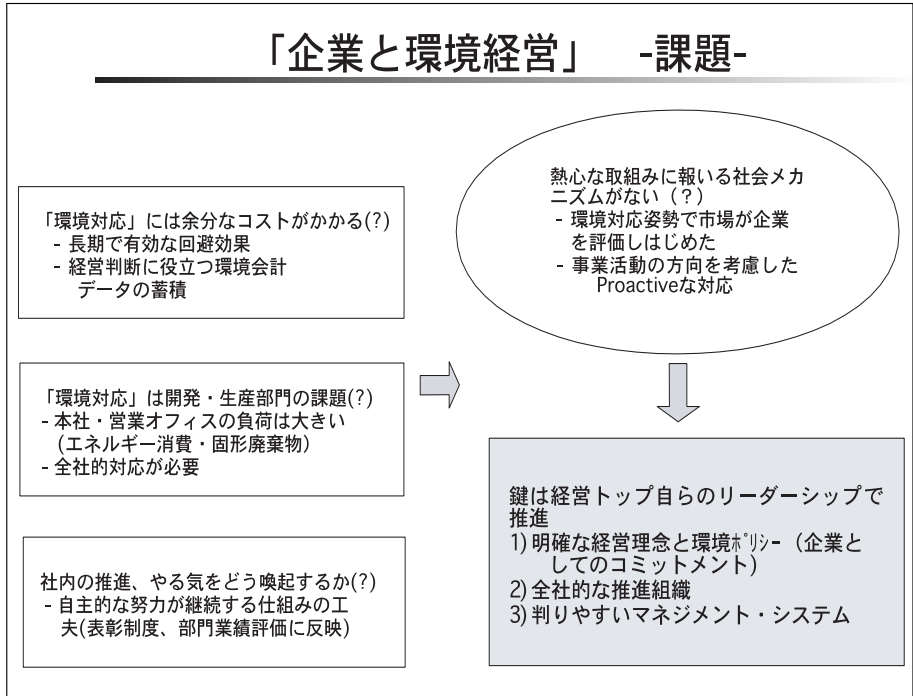 「企業と環境経営」　-課題-
「環境対応」には余分なコストがかかる(?)
- 長期で有効な回避効果
- 経営判断に役立つ環境会計
データの蓄積
「環境対応」は開発・生産部門の課題(?)
- 本社・営業オフィスの負荷は大きい
(エネルギー消費・固形廃棄物)
- 全社的対応が必要
社内の推進、やる気をどう喚起するか(?)
- 自主的な努力が継続する仕組みの工
夫(表彰制度、部門業績評価に反映)
熱心な取組みに報いる社会メカ
ニズムがない（？）
- 環境対応姿勢で市場が企業
を評価しはじめた
- 事業活動の方向を考慮した
Proactiveな対応
鍵は経営トップ自らのリーダーシップで
推進
1) 明確な経営理念と環境ﾎﾟﾘｼｰ（企業と
してのコミットメント）
2) 全社的な推進組織
3) 判りやすいマネジメント・システム